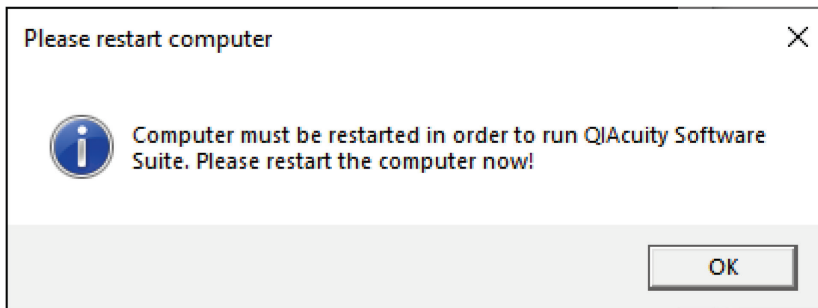 Please restart computer
Computer must be restarted in order to run QIAcuity Software
Suite. Please restart the computer now!
OK